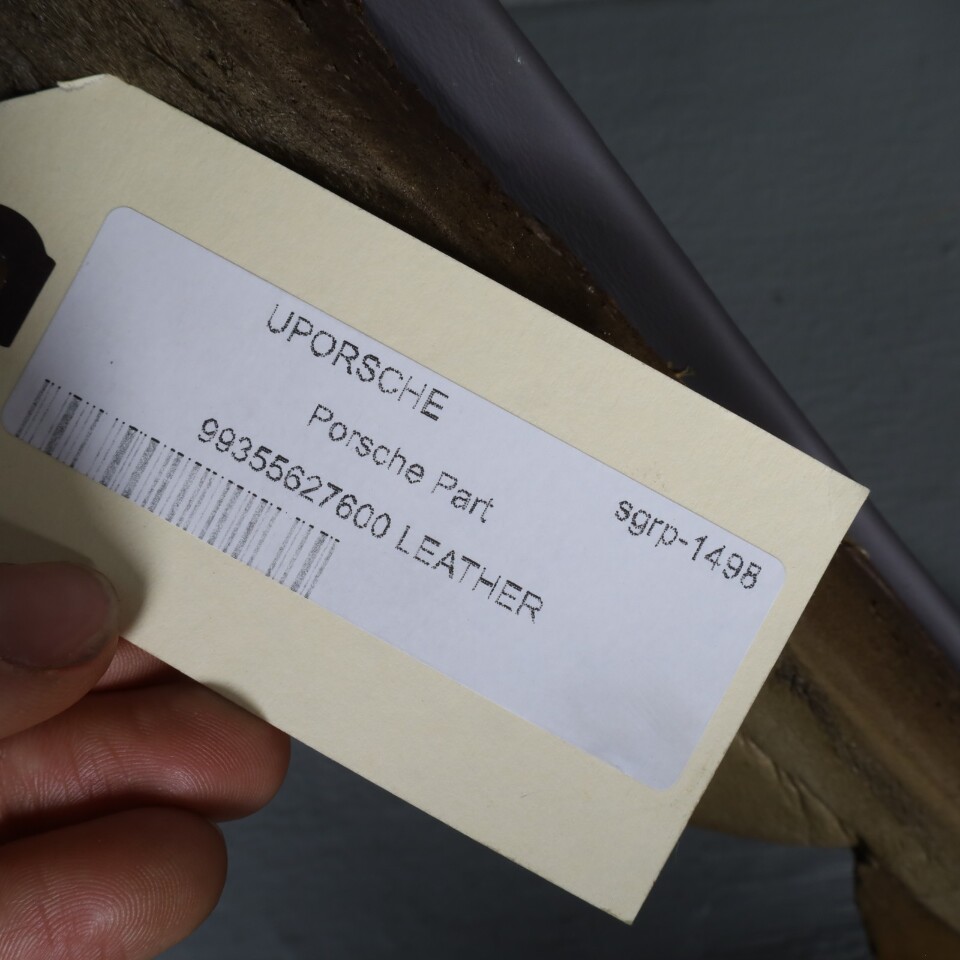 UPORSCHE
Porsche Part
sgrp-1498
99355627600 LEATHER